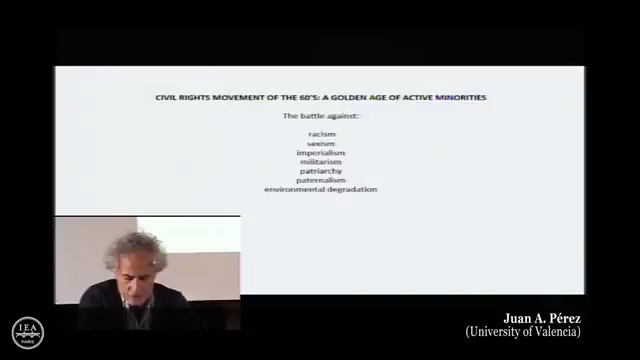 CIVIL RIGHTS MOVEMENT OF THE 60'S: A GOLDEN AGE OF ACTIVE MINORITIES
The battle against:
racism
sexism
imperialism
militarism
patriarchy
paternalism
environmental degradation
IEA
PARIS
Juan A. Pérez
(University of Valencia)